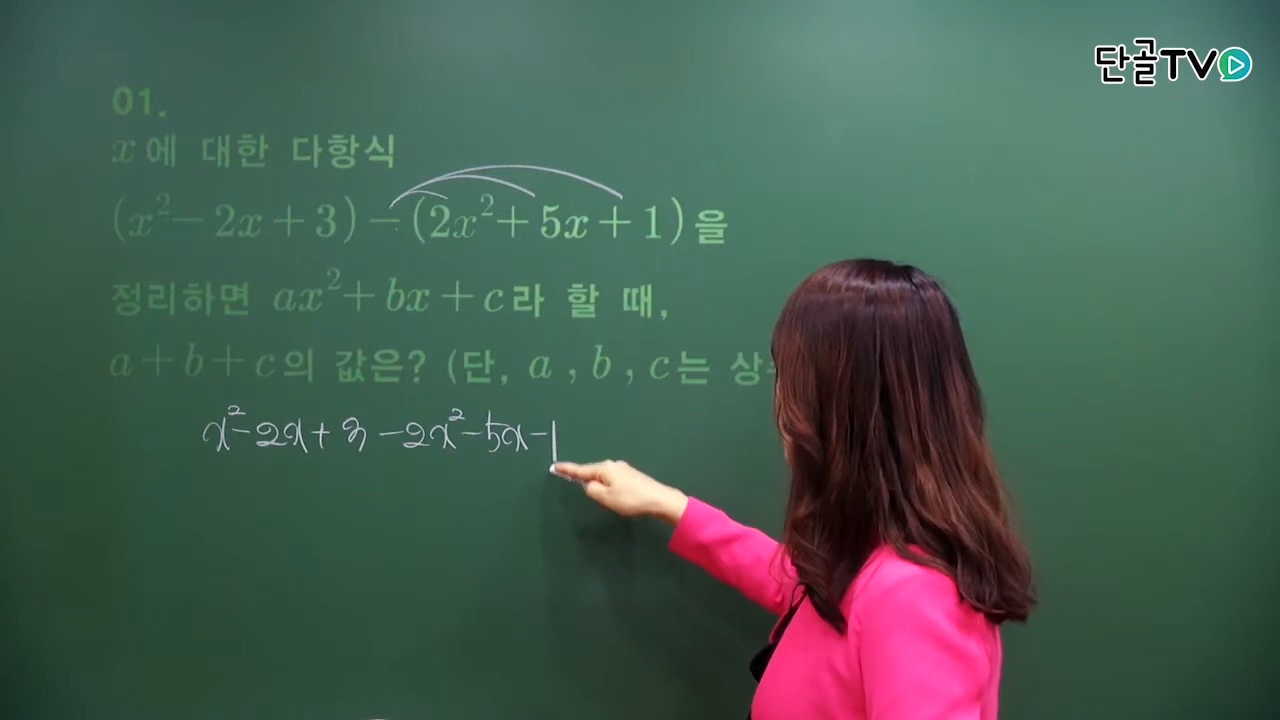 단골TV
01.
x에 대한 다항식
(x²-2x+3)-(2x²+5x+1)을
정리하면 ax²+bx+c라 할 때,
a+b+c의 값은? (단, a, b, c는
x²-2x+3-2x²-5x-1